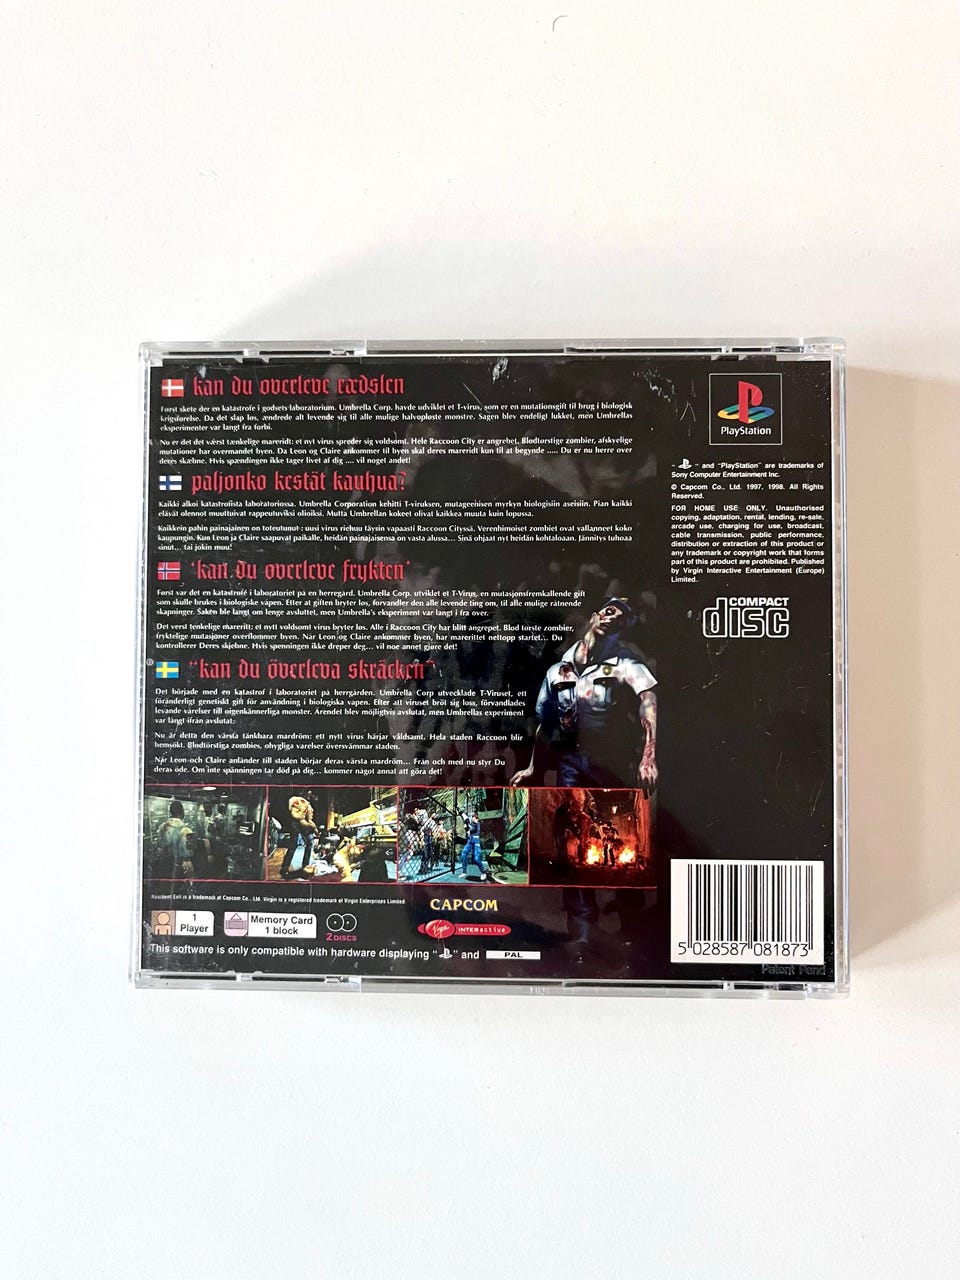 kan du overleve rædslen
Først skete der en katastrofe i godsets laboratorium. Umbrella Corp. havde udviklet et T-virus, som er en mutationsgift til brug i biologisk
krigsførelse. Da det slap løs, ændrede alt levende sig til alle mulige halvopløste monstre. Sagen blev endeligt lukket, men Umbrellas
eksperimenter var langt fra forbi.
Nu er det det værst tænkelige mareridt: et nyt virus spreder sig voldsomt. Hele Raccoon City er angrebet. Blodtørstige zombier, afskyelige
mutationer har overmandet byen. Da Leon og Claire ankommer til byen skal deres mareridt kun til at begynde ..... Du er nu herre over
deres skæbne. Hvis spændingen ikke tager livet af dig .... vil noget andet!
paljonko kestät kauhua?
Kaikki alkoi katastrofista laboratoriossa. Umbrella Corporation kehitti T-viruksen, mutageenisen myrkyn biologisiin aseisiin. Pian kaikki
elävät olennot muuttuivat rappeutuviksi olioiksi. Mutta Umbrellan kokeet olivat kaikkea muuta kuin lopussa.
Kaikkein pahin painajainen on toteutunut : uusi virus riehuu täysin vapaasti Raccoon Cityssä. Verenhimoiset zombiet ovat vallanneet koko
kaupungin. Kun Leon ja Claire saapuvat paikalle, heidän painajaisensa on vasta alussa... Sinä ohjaat nyt heidän kohtaloaan. Jännitys tuhoaa
sinut... tai jokin muu!
'kan du overleve frykten'
Først var det en katastrofe i laboratoriet på en herregård. Umbrella Corp. utviklet et T-Virus, en mutasjonsfremkallende gift
som skulle brukes i biologiske våpen. Etter at giften bryter løs, forvandler den alle levende ting om, til alle mulige råtnende
skapninger. Saken ble langt om lenge avsluttet, men Umbrella's eksperiment var langt i fra over.
Det verst tenkelige mareritt: et nytt voldsomt virus bryter løs. Alle i Raccoon City har blitt angrepet. Blod tørste zombier,
fryktelige mutasjoner overflommer byen. Når Leon og Claire ankommer byen, har marerittet nettopp startet... Du
kontrollerer Deres skjebne. Hvis spenningen ikke dreper deg... vil noe annet gjøre det!
"kan du överleva skräcken"
Det började med en katastrof i laboratoriet på herrgården. Umbrella Corp utvecklade T-Viruset, ett
föränderligt genetiskt gift för användning i biologiska vapen. Efter att viruset bröt sig loss, förvandlades
levande varelser till oigenkännerliga monster. Ärendet blev möjligtvis avslutat, men Umbrellas experiment
var långt ifrån avslutat.
Nu är detta den värsta tänkbara mardröm: ett nytt virus härjar våldsamt. Hela staden Raccoon blir
hemsökt. Blodtörstiga zombies, ohygliga varelser översvämmar staden.
När Leon och Claire anländer till staden börjar deras värsta mardröm... Från och med nu styr Du
deras öde. Om inte spänningen tar död på dig... kommer något annat att göra det!
PlayStation
" " and "PlayStation" are trademarks of
Sony Computer Entertainment Inc.
© Capcom Co., Ltd. 1997, 1998. All Rights
Reserved.
FOR HOME USE ONLY. Unauthorised
copying, adaptation, rental, lending, re-sale,
arcade use, charging for use, broadcast,
cable transmission, public performance,
distribution or extraction of this product or
any trademark or copyright work that forms
part of this product are prohibited. Published
by Virgin Interactive Entertainment (Europe)
Limited.
COMPACT
disc
Resident Evil is a trademark of Capcom Co., Ltd. Virgin is a registered trademark of Virgin Enterprises Limited.
CAPCOM
Virgin INTERACTIVE
1
Player
Memory Card
1 block
2 DISCS
This software is only compatible with hardware displaying " " and PAL
5 028587 081873
Patent Pend